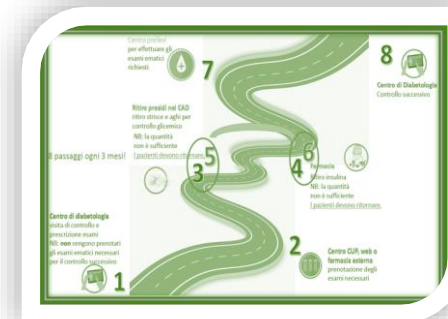 Centro prelievi
per effettuare gli
esami ematici
richiesti.
7
8
Centro di Diabetologia
Controllo successivo
Ritiro presidi nel CAD
ritiro strisce e aghi per
controllo glicemico
NB: la quantità
non è sufficiente
I pazienti devono ritornare.
5
3
6
4
Farmacia
Ritiro insulina
NB: la quantità
non è sufficiente
I pazienti devono ritornare.
8 passaggi ogni 3 mesi!
Centro di diabetologia
visita di controllo e
prescrizione esami
NB: non vengono prenotati
gli esami ematici necessari
per il controllo successivo
1
2
Centro CUP, web o
farmacia esterna
prenotazione degli
esami necessari